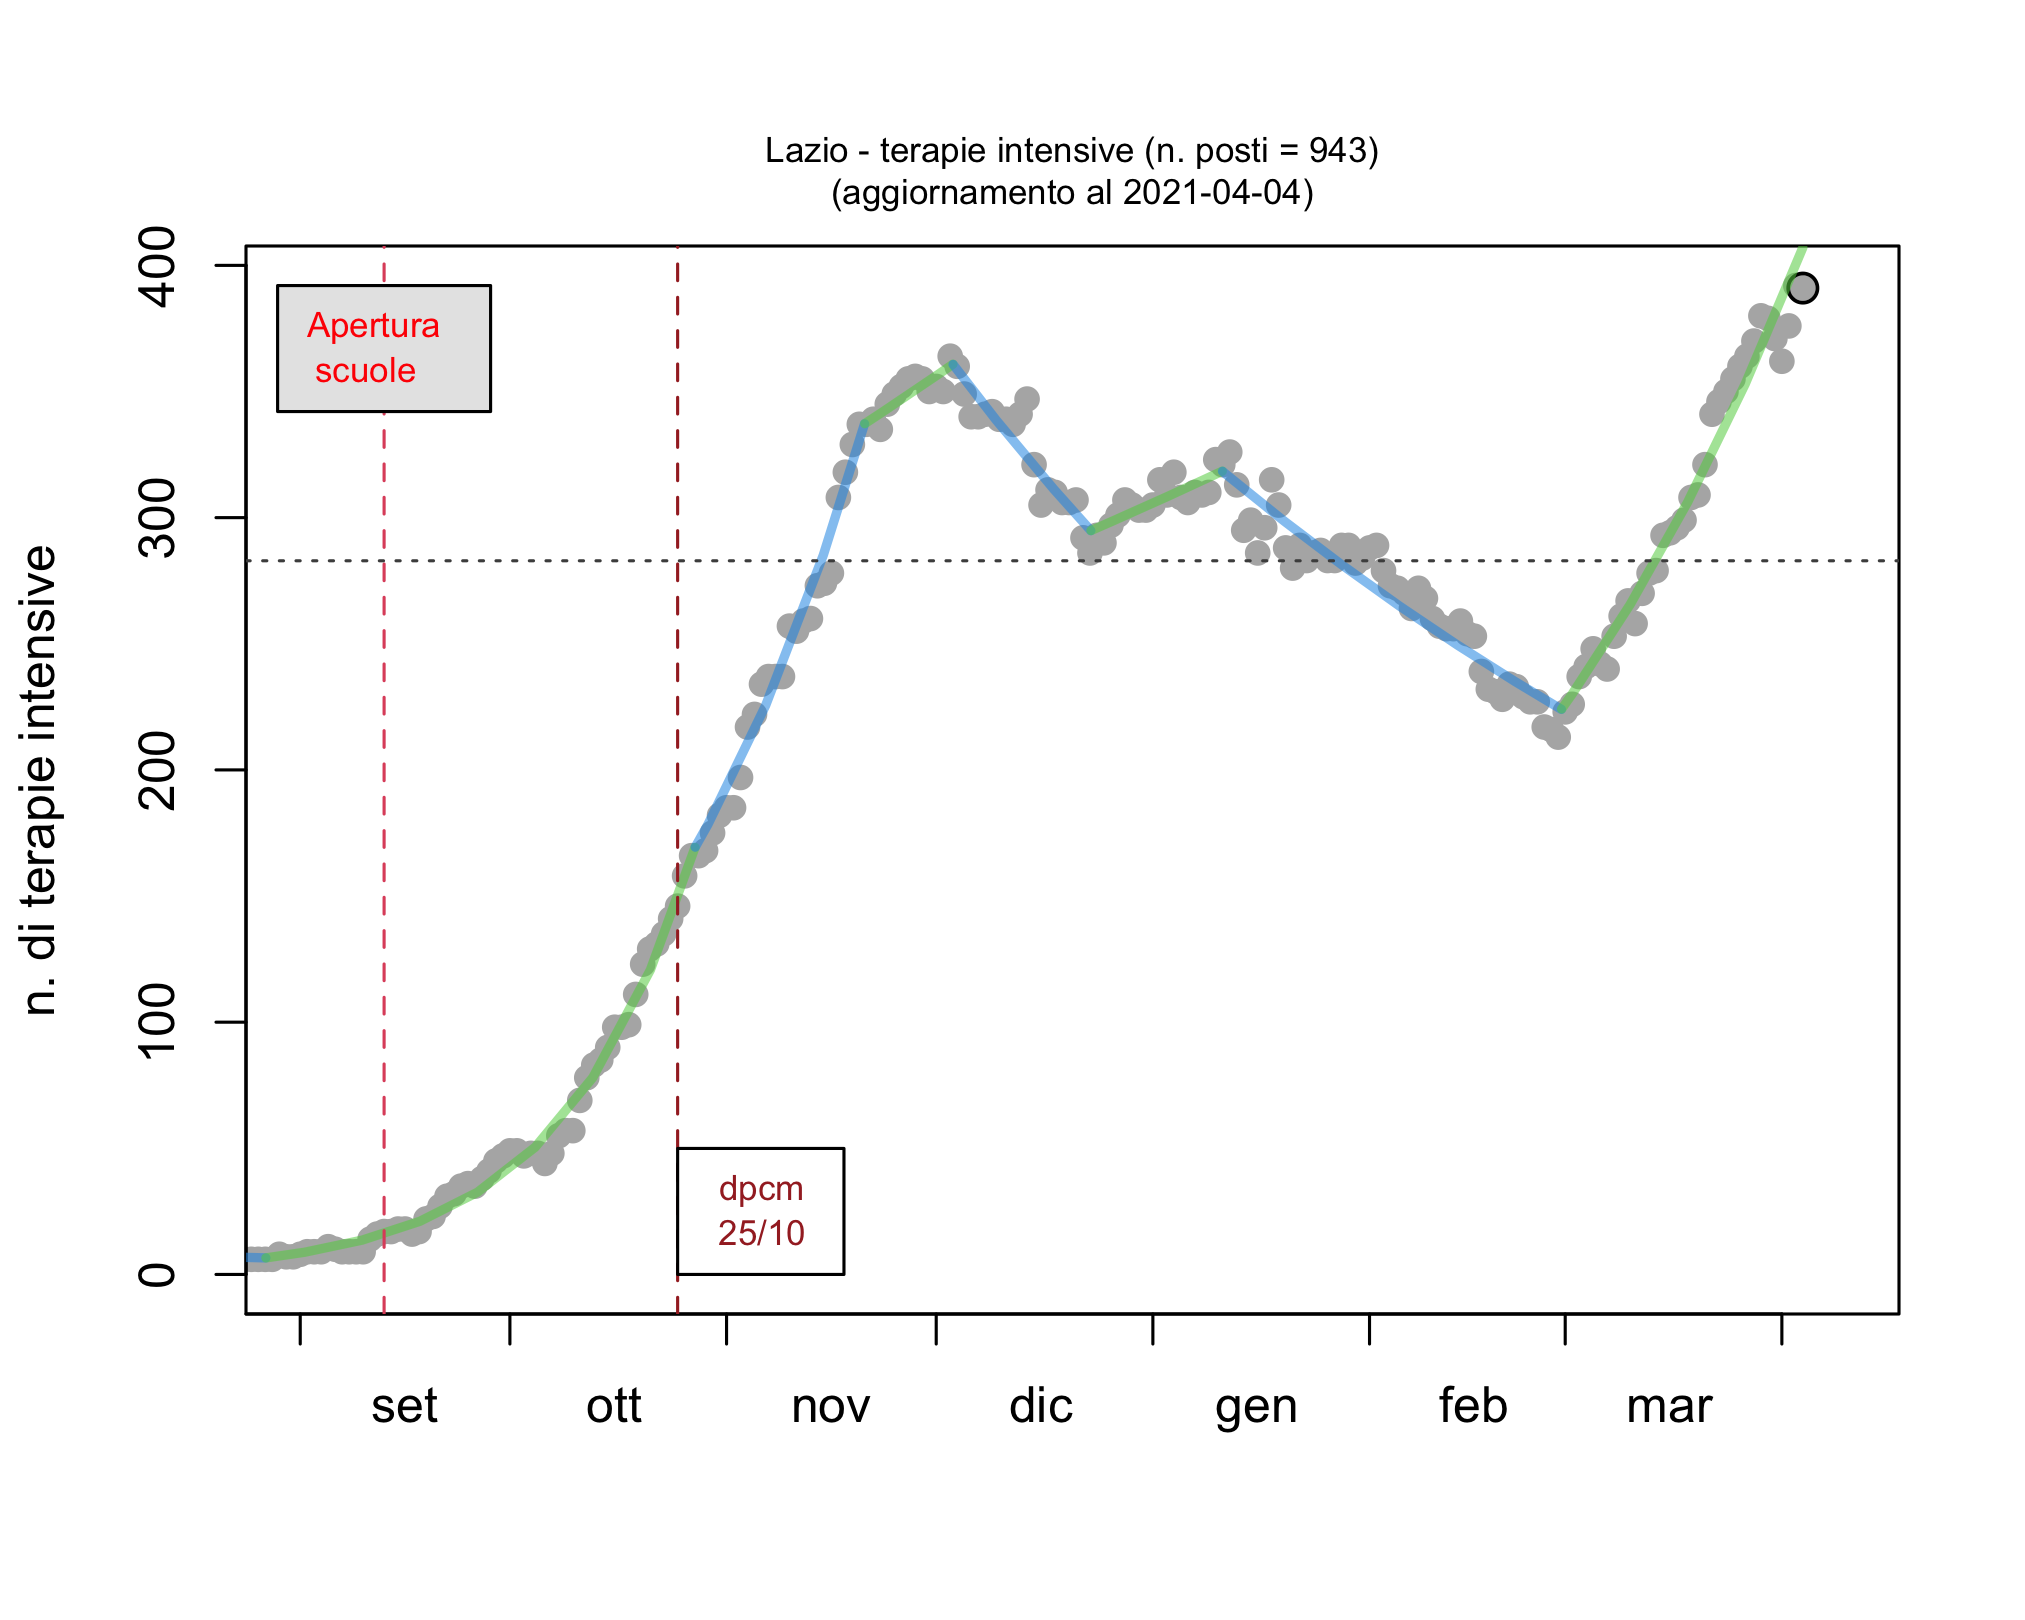 Lazio - terapie intensive (n. posti = 943)
(aggiornamento al 2021-04-04)
n. di terapie intensive
400
300
200
100
0
Apertura
scuole
dpcm
25/10
set ott nov dic gen feb mar